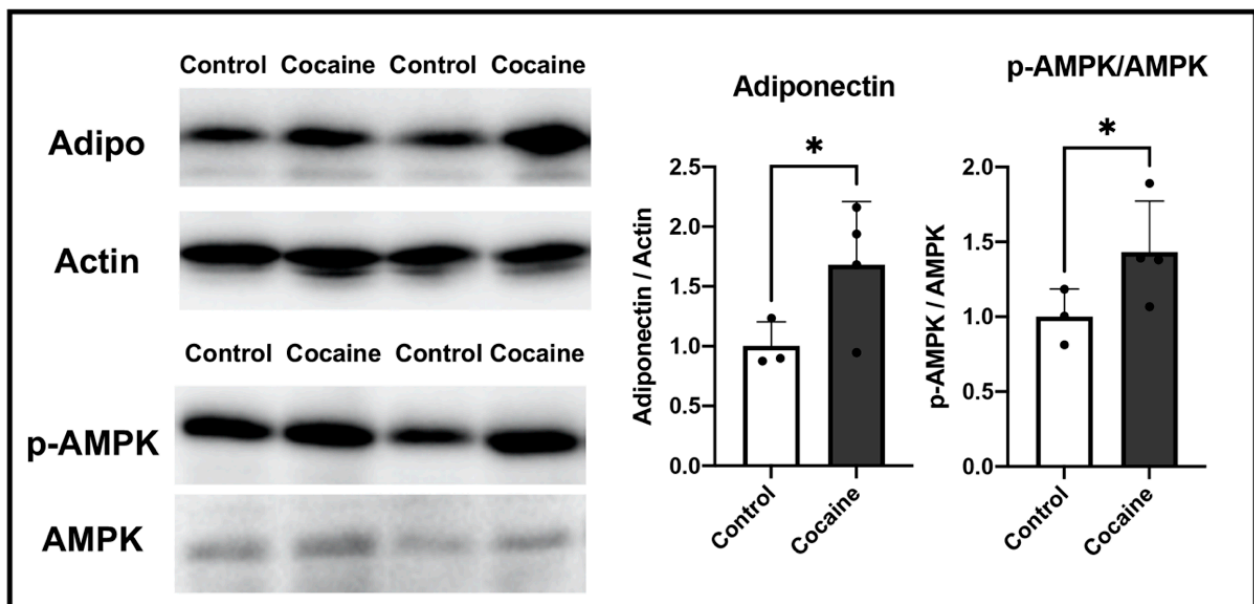 Control Cocaine Control Cocaine
Adipo
Actin
Control Cocaine Control Cocaine
p-AMPK
AMPK
Adiponectin
*
Adiponectin / Actin
2.5
2.0
1.5
1.0
0.5
0.0
Control
Cocaine
p-AMPK/AMPK
*
p-AMPK / AMPK
2.0
1.5
1.0
0.5
0.0
Control
Cocaine